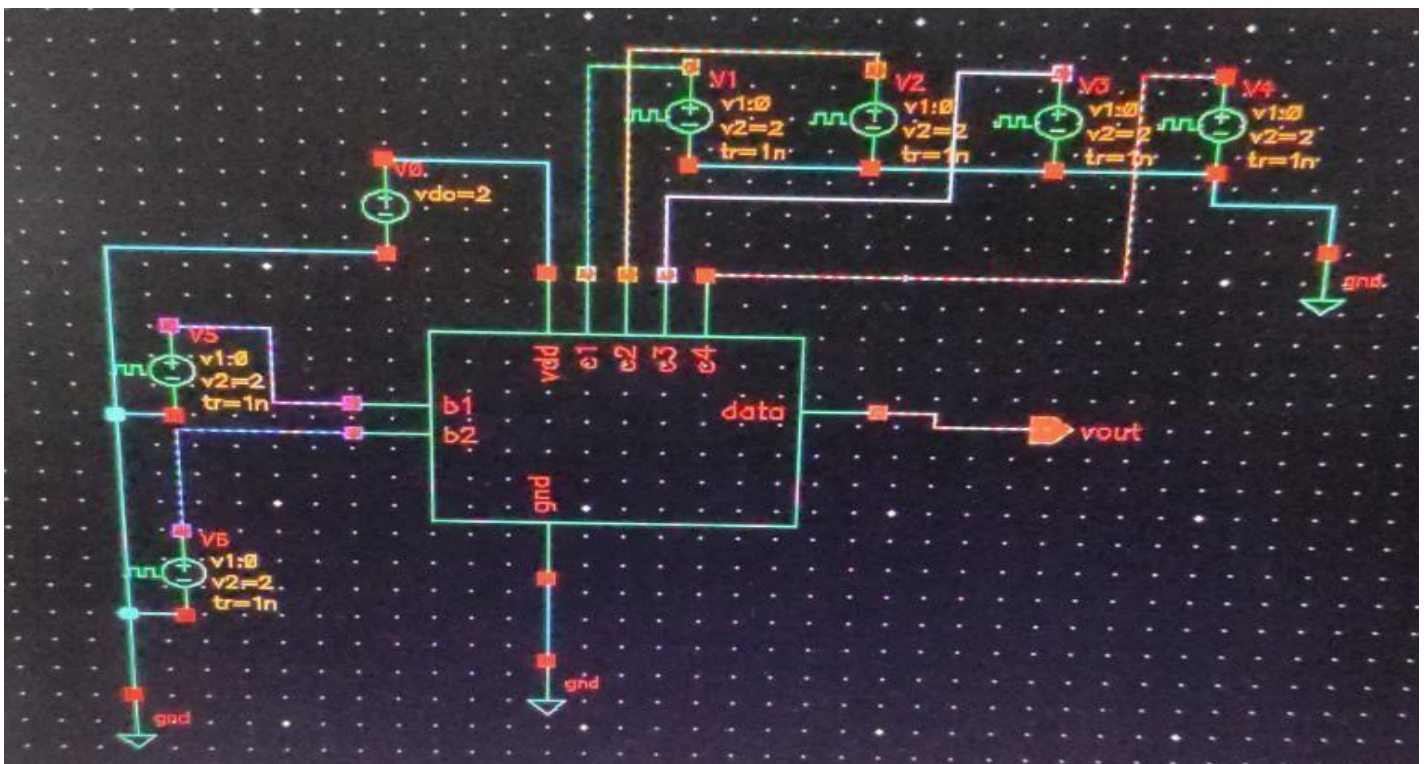 V1
v1:0
v2=2
tr=1n
V2
v1:0
v2=2
tr=1n
V3
v1:0
v2=2
tr=1n
V4
v1:0
v2=2
tr=1n
V0
vdo=2
gnd
V5
v1:0
v2=2
tr=1n
vdd
c1
c2
c3
c4
b1
b2
data
vout
gnd
V6
v1:0
v2=2
tr=1n
gnd
gnd